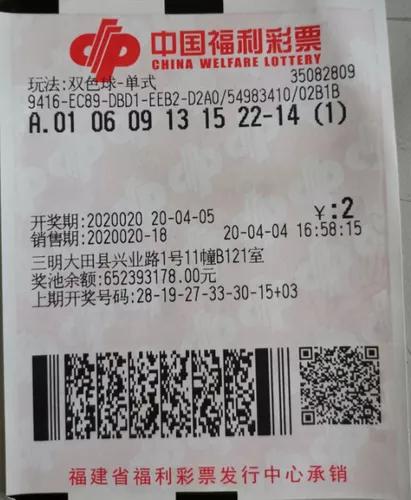 中国福利彩票
CHINA WELFARE LOTTERY
玩法:双色球-单式 35082809
9416-EC89-DBD1-EEB2-D2A0/54983410/02B1B
A.01 06 09 13 15 22-14 (1)
开奖期:2020020 20-04-05 ￥:2
销售期:2020020-18 20-04-04 16:58:15
三明大田县兴业路1号11幢B121室
奖池余额:652393178.00元
上期开奖号码:28-19-27-33-30-15+03
福建省福利彩票发行中心承销